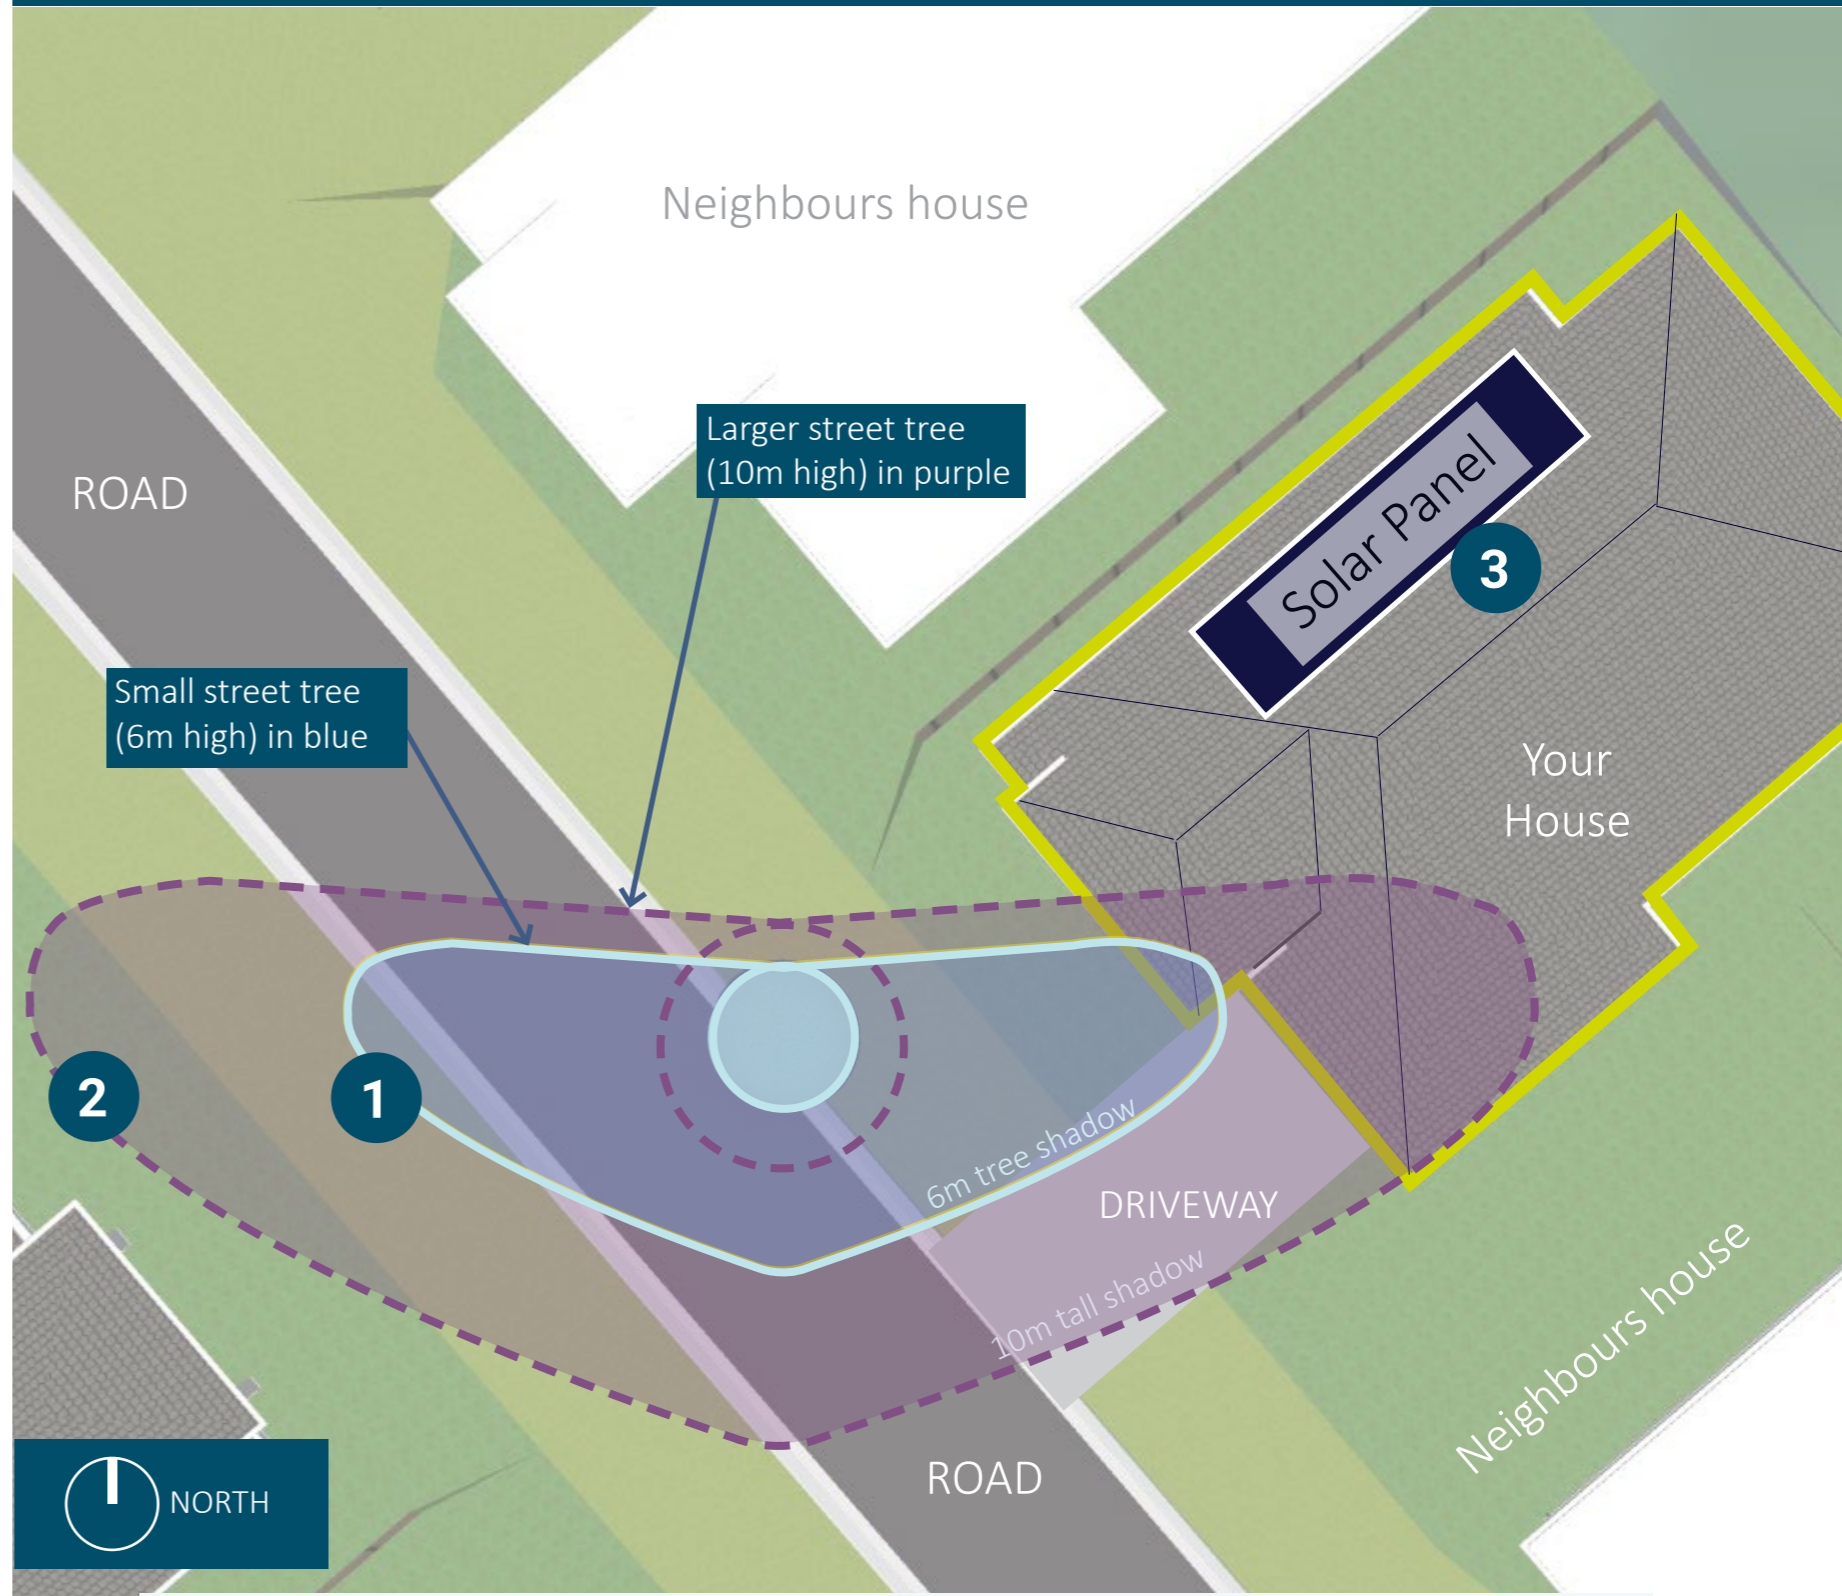 Neighbours house
Larger street tree
(10m high) in purple
ROAD
Solar Panel
3
Small street tree
(6m high) in blue
Your
House
2
1
6m tree shadow
DRIVEWAY
10m tall shadow
Neighbours house
ROAD
NORTH